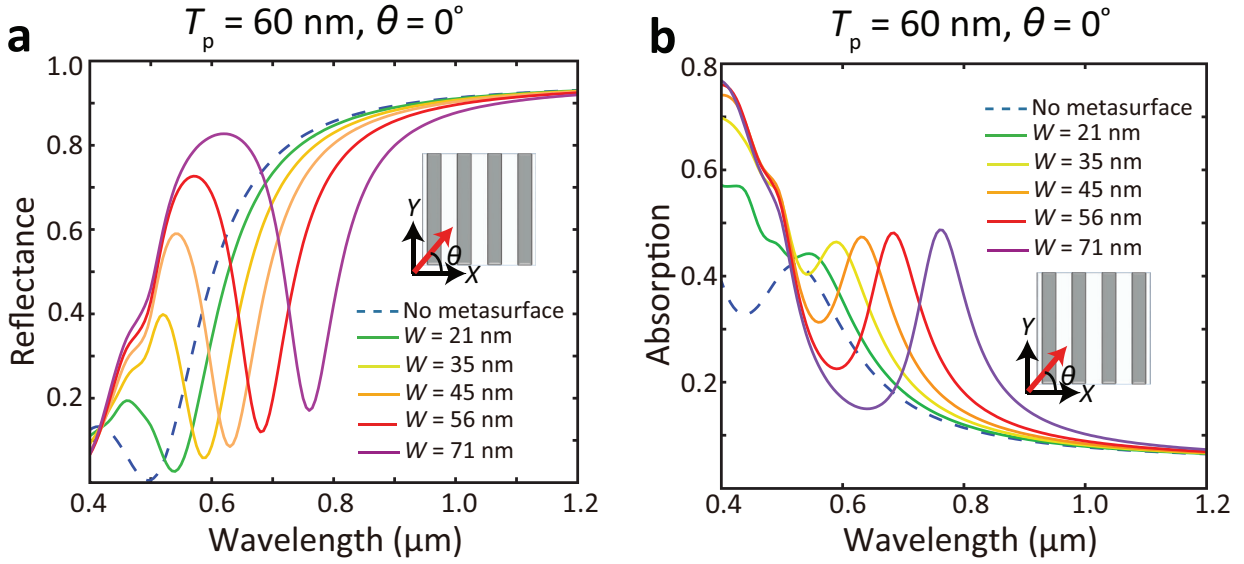 a
Tp = 60 nm, θ = 0°
Reflectance
1.0
0.8
0.6
0.4
0.2
0.4
0.6
0.8
1.0
1.2
Wavelength (μm)
Y
θ
X
No metasurface
W = 21 nm
W = 35 nm
W = 45 nm
W = 56 nm
W = 71 nm
b
Tp = 60 nm, θ = 0°
Absorption
0.8
0.6
0.4
0.2
0.4
0.6
0.8
1.0
1.2
Wavelength (μm)
No metasurface
W = 21 nm
W = 35 nm
W = 45 nm
W = 56 nm
W = 71 nm
Y
θ
X